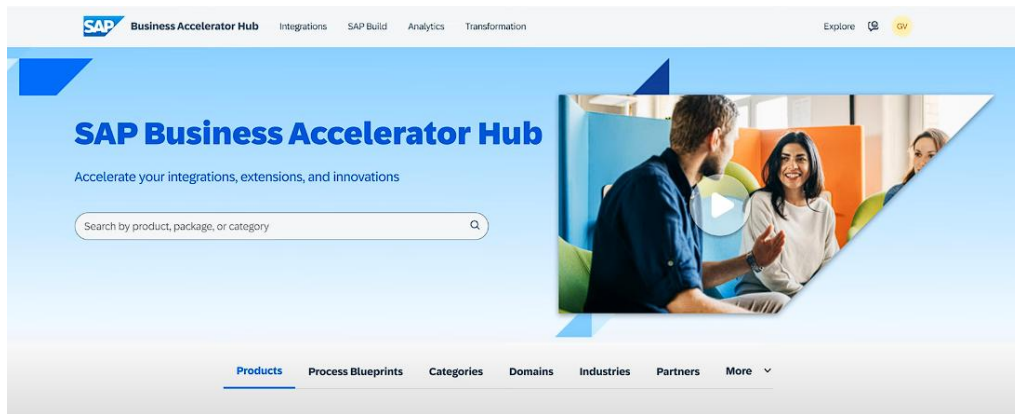 SAP Business Accelerator Hub Integrations SAP Build Analytics Transformation Explore GV
SAP Business Accelerator Hub
Accelerate your integrations, extensions, and innovations
Search by product, package, or category
Products Process Blueprints Categories Domains Industries Partners More